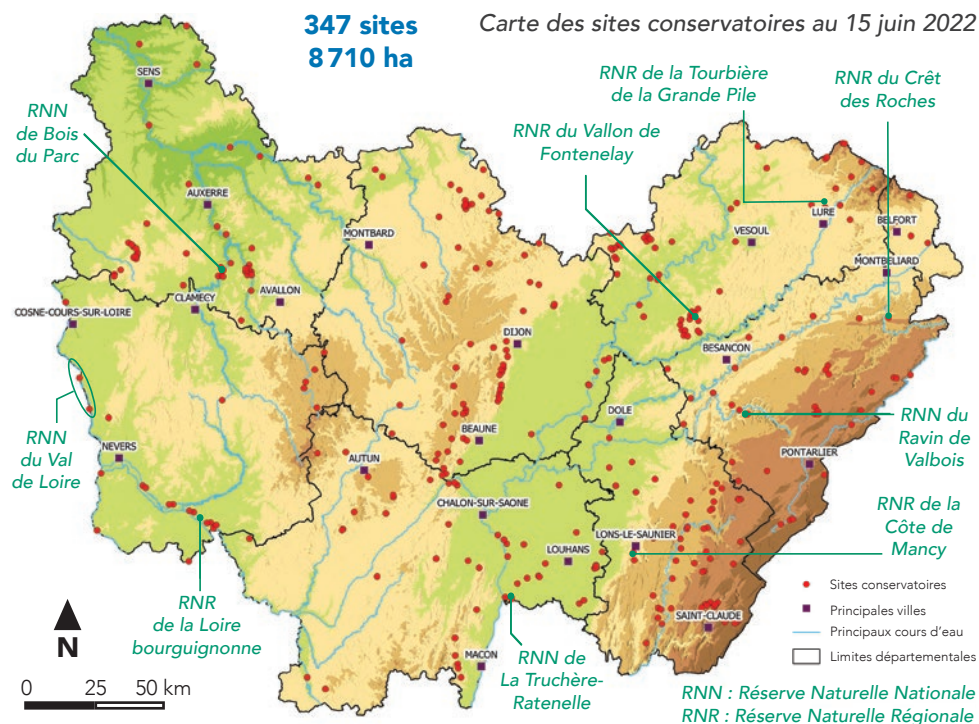 347 sites
8 710 ha
Carte des sites conservatoires au 15 juin 2022
RNN
de Bois
du Parc
RNR de la Tourbière
de la Grande Pile
RNR du Crêt
des Roches
RNR du Vallon de
Fontenelay
SENS
AUXERRE
MONTBARD
VESOUL
LURE
BELFORT
MONTBELIARD
CLAMECY
AVALLON
COSNE-COURS-SUR-LOIRE
DIJON
BESANCON
DOLE
BEAUNE
RNN
du Val
de Loire
NEVERS
AUTUN
PONTARLIER
RNN du
Ravin de
Valbois
CHALON-SUR-SAONE
LONS-LE-SAUNIER
LOUHANS
RNR de la
Côte de
Mancy
SAINT-CLAUDE
MACON
RNR
de la Loire
bourguignonne
RNN de
La Truchère-
Ratenelle
Sites conservatoires
Principales villes
Principaux cours d'eau
Limites départementales
N
0 25 50 km
RNN : Réserve Naturelle Nationale
RNR : Réserve Naturelle Régionale